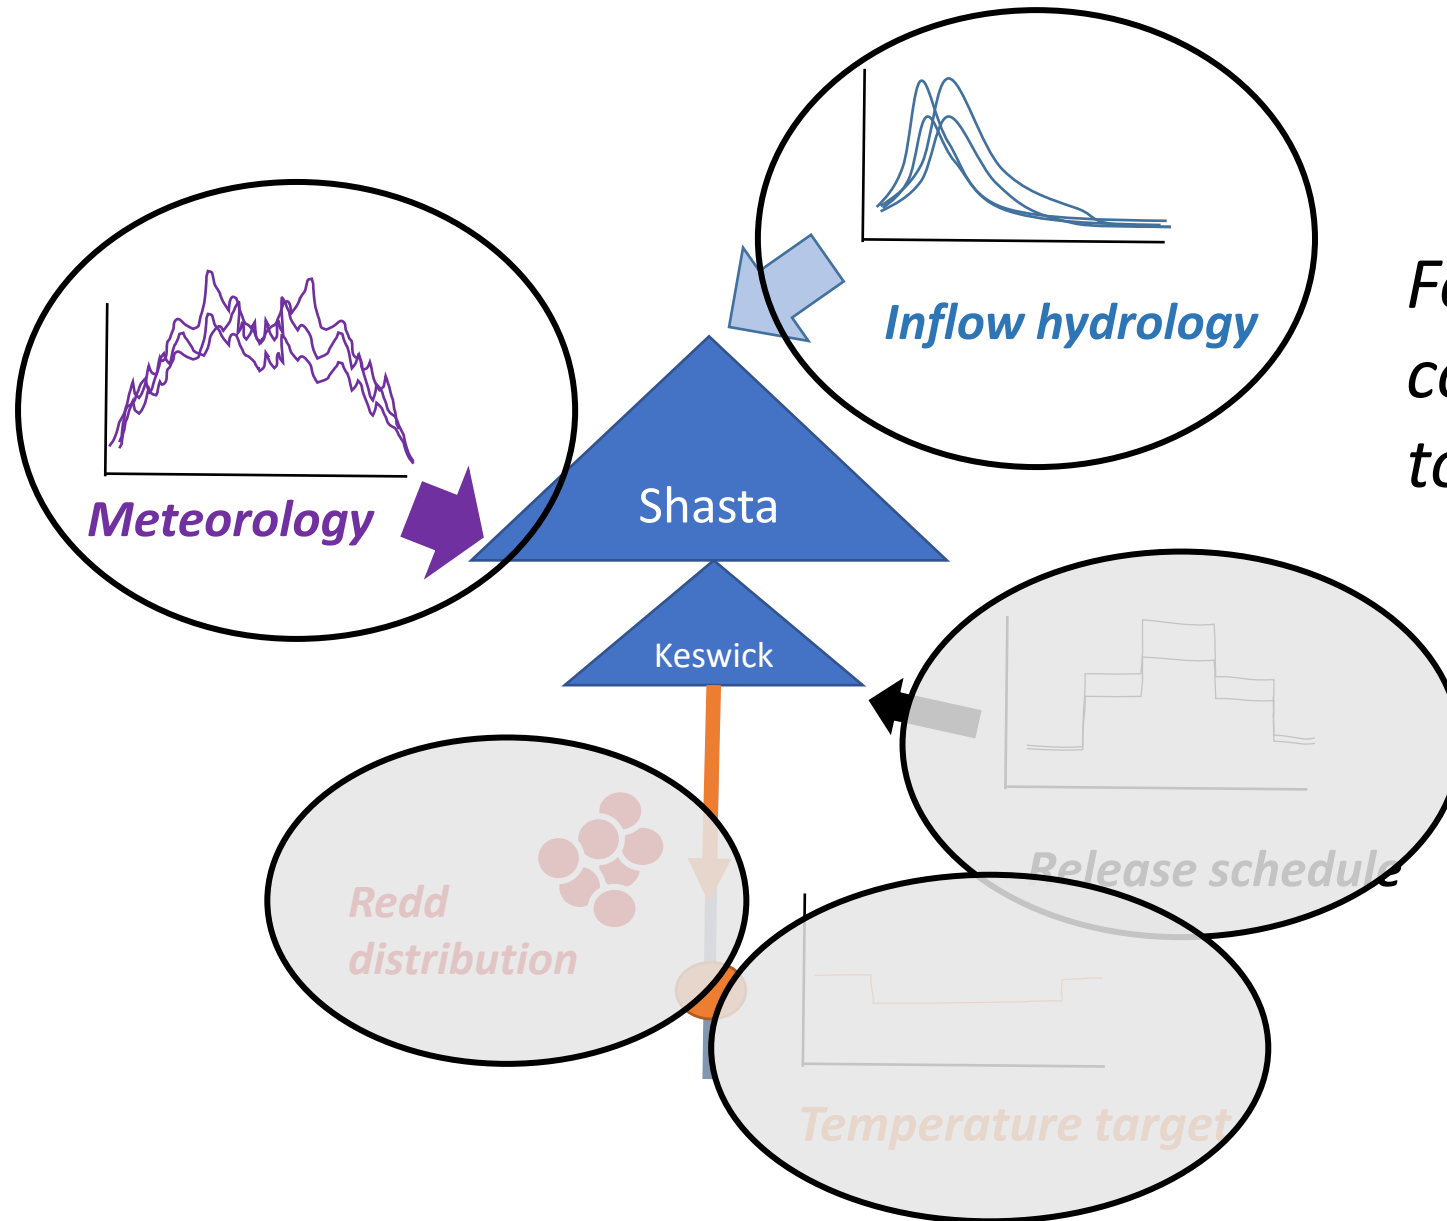 Inflow hydrology
Meteorology
Shasta
Keswick
Release schedule
Redd
distribution
Temperature target